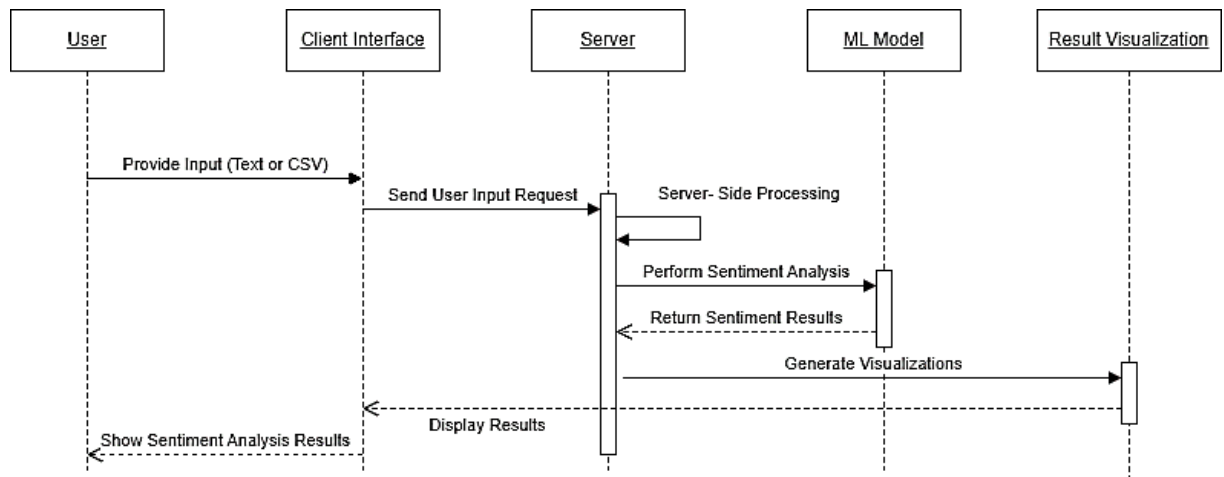 User
Client Interface
Server
ML Model
Result Visualization
Provide Input (Text or CSV)
Send User Input Request
Server- Side Processing
Perform Sentiment Analysis
Return Sentiment Results
Generate Visualizations
Display Results
Show Sentiment Analysis Results